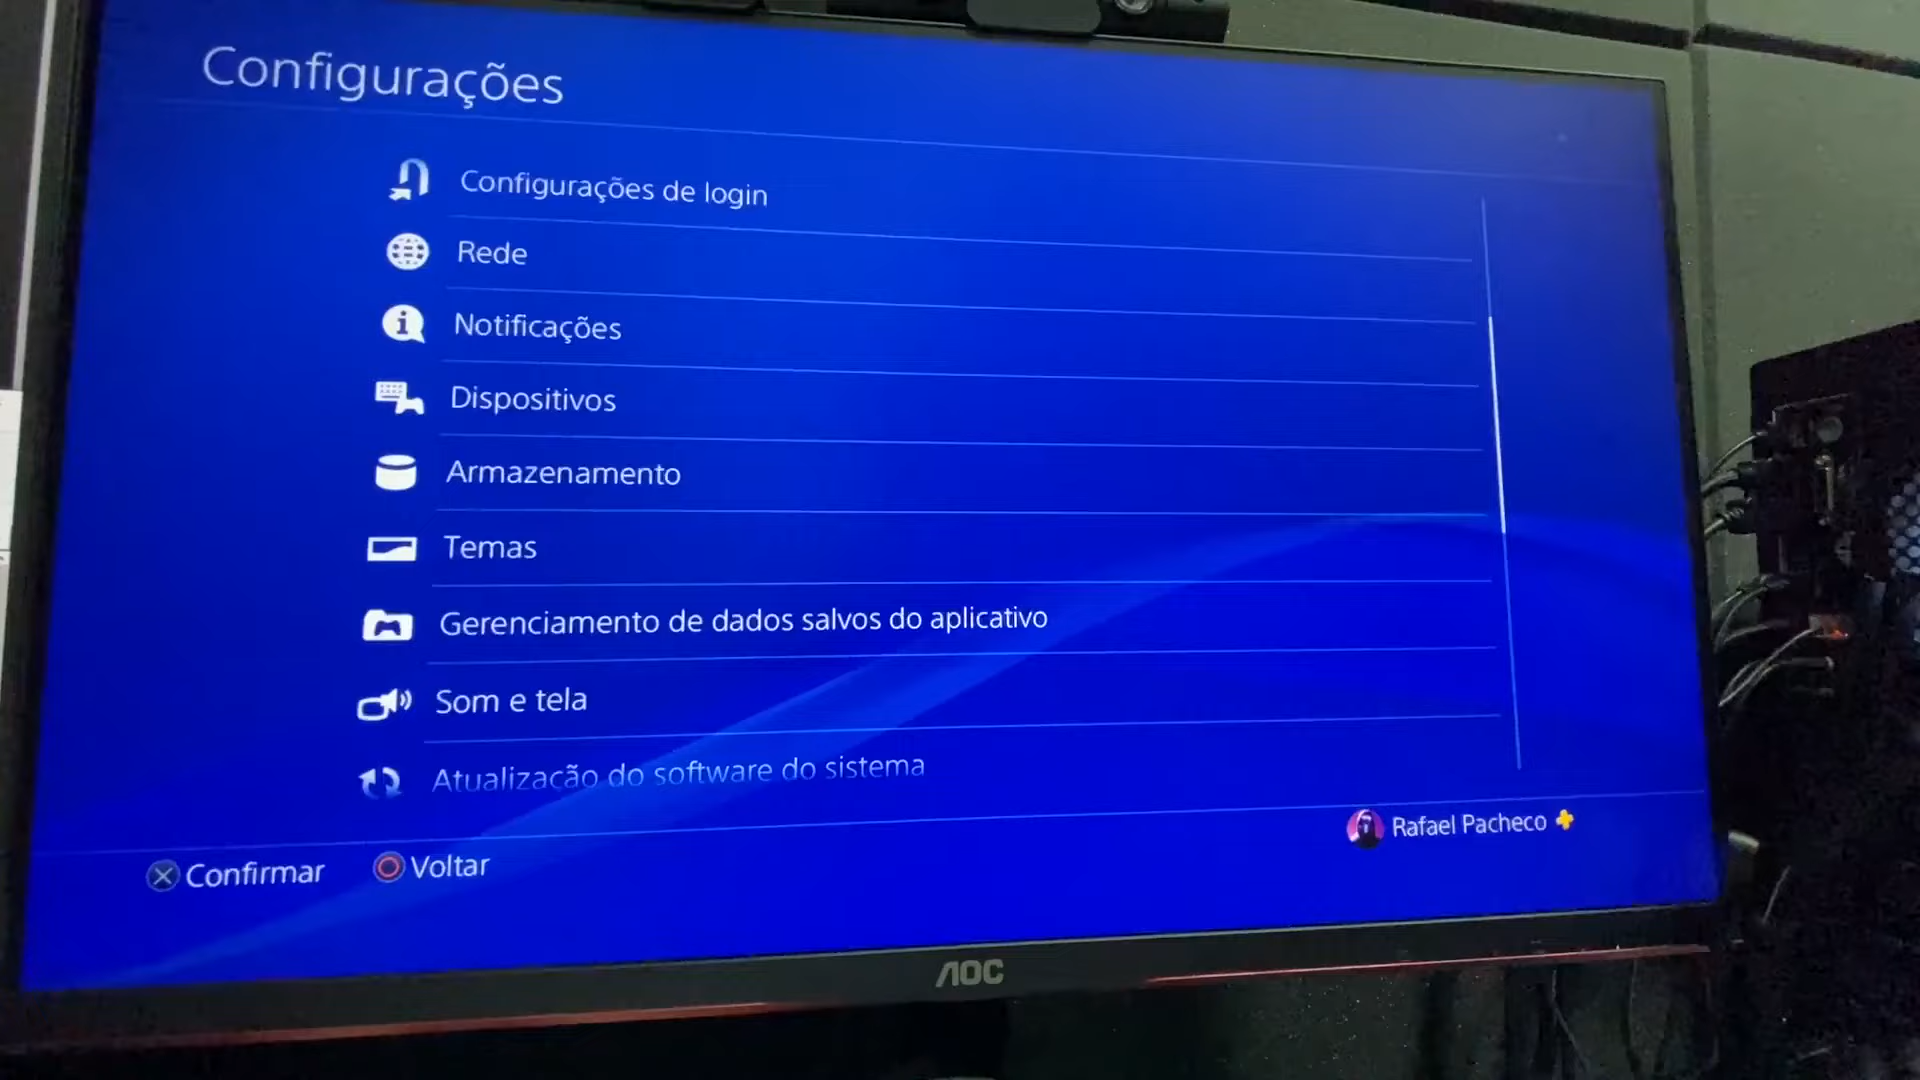 Configurações
Configurações de login
Rede
Notificações
Dispositivos
Armazenamento
Temas
Gerenciamento de dados salvos do aplicativo
Som e tela
Atualização do software do sistema
Rafael Pacheco
Confirmar Voltar
AOC